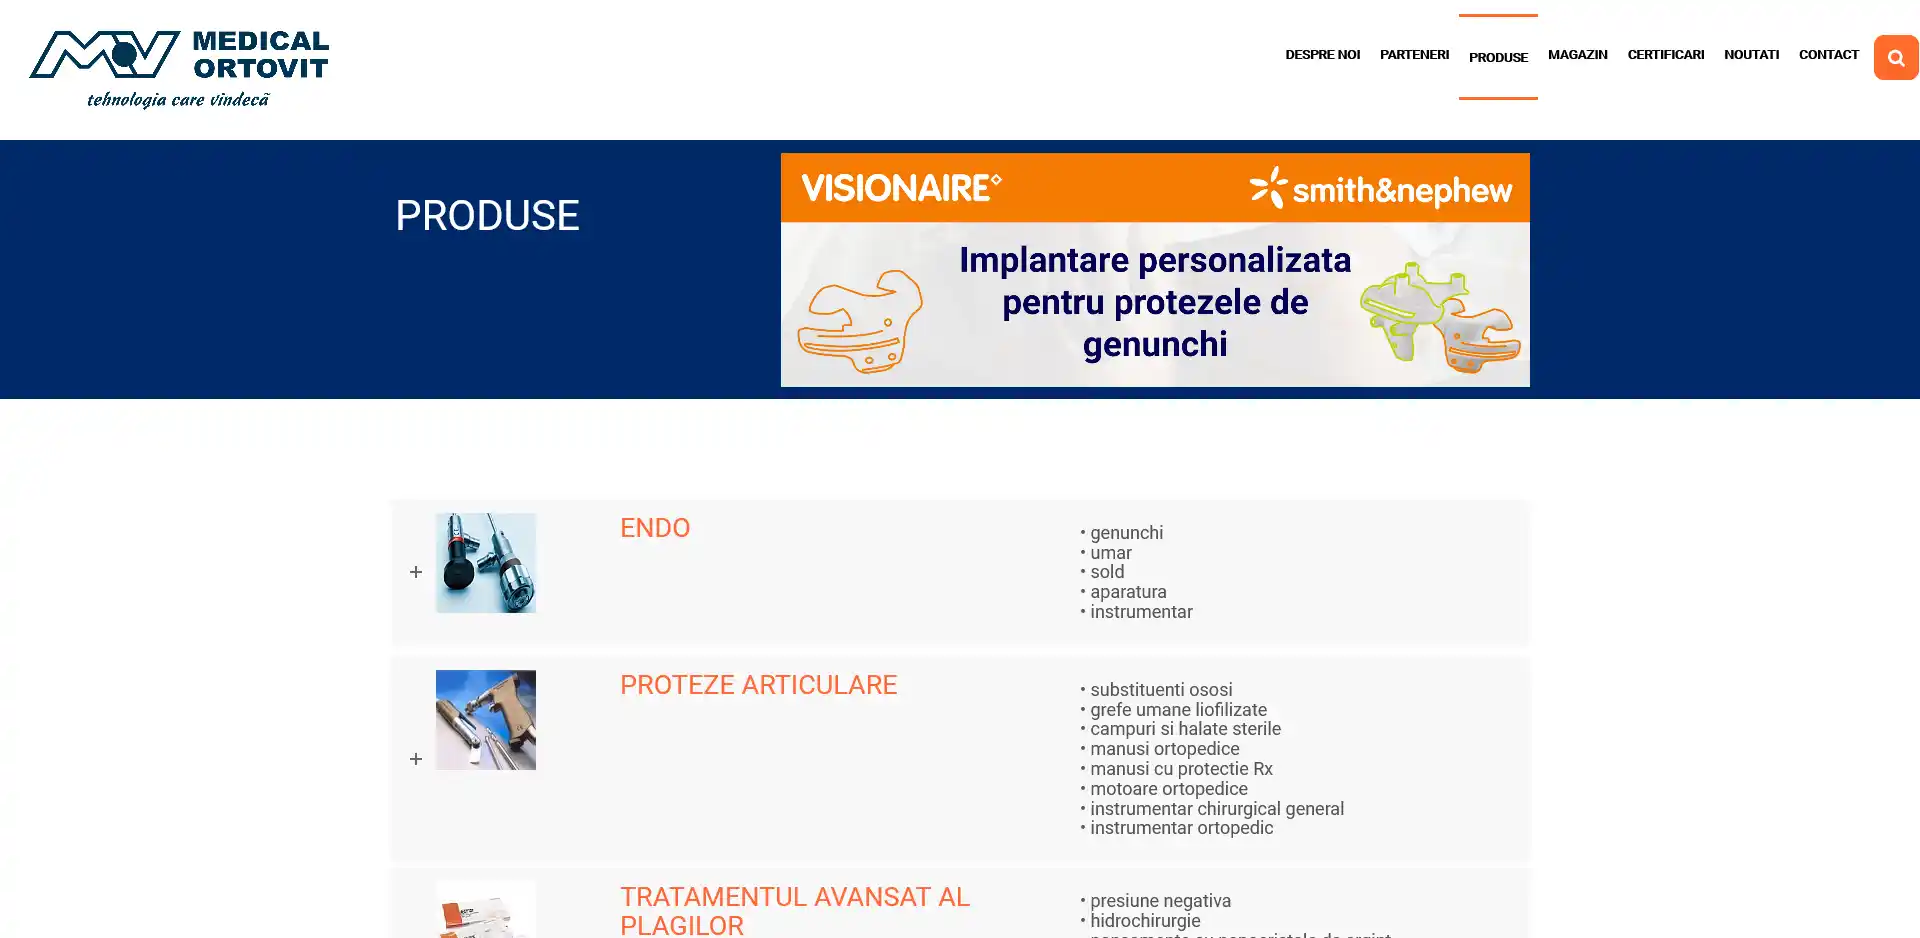 MEDICAL
ORTOVIT
tehnologia care vindecă
DESPRE NOI PARTENERI PRODUSE MAGAZIN CERTIFICARI NOUTATI CONTACT
PRODUSE
VISIONAIRE smith&nephew
Implantare personalizata
pentru protezele de
genunchi
+
ENDO
• genunchi
• umar
• sold
• aparatura
• instrumentar
+
PROTEZE ARTICULARE
• substituenti ososi
• grefe umane liofilizate
• campuri si halate sterile
• manusi ortopedice
• manusi cu protectie Rx
• motoare ortopedice
• instrumentar chirurgical general
• instrumentar ortopedic
TRATAMENTUL AVANSAT AL
PLAGILOR
• presiune negativa
• hidrochirurgie